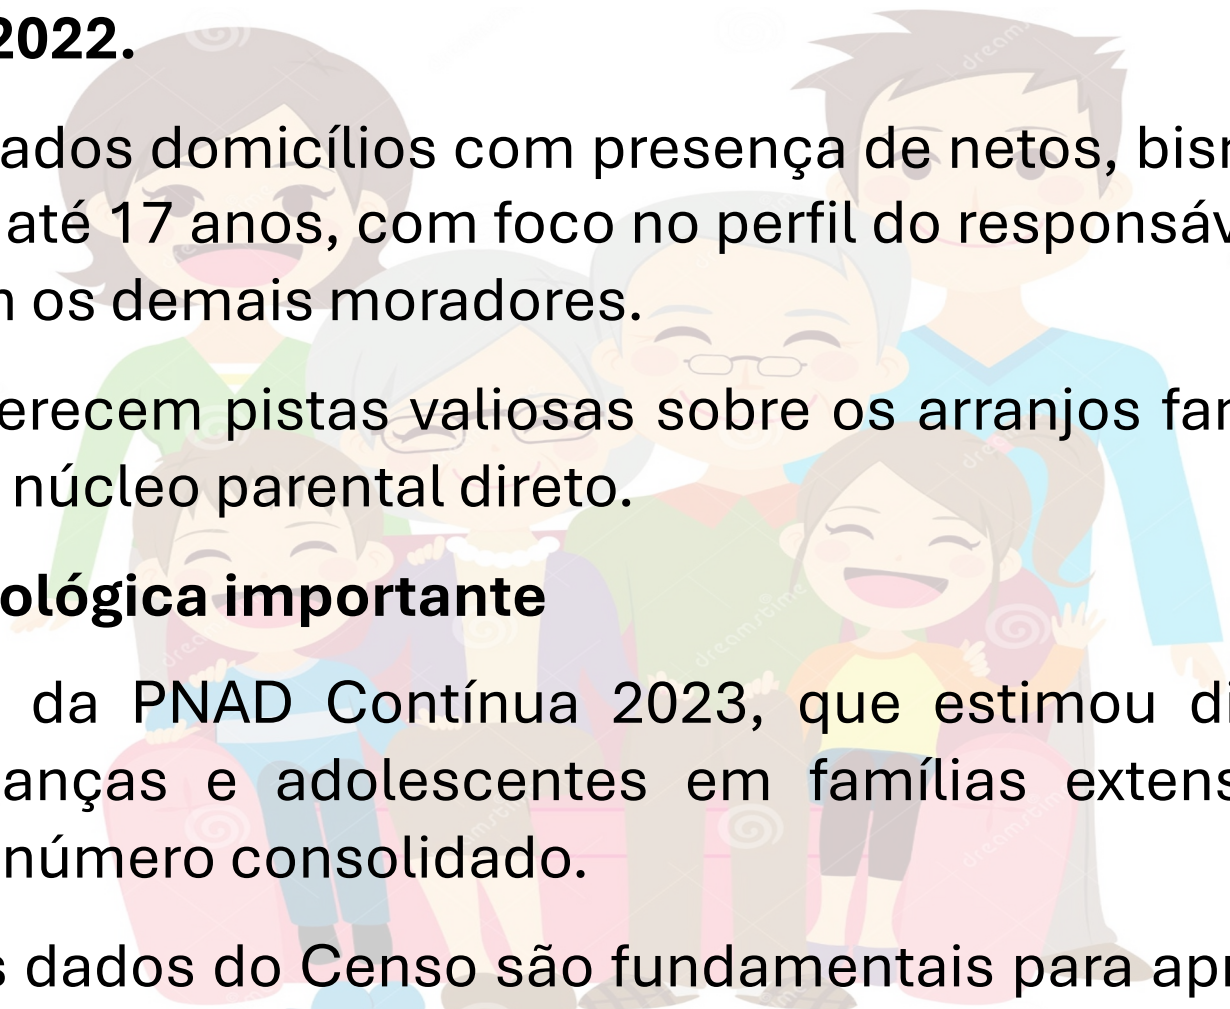 2022.
ados domicílios com presença de netos, bisn
até 17 anos, com foco no perfil do responsáv
os demais moradores.
erecem pistas valiosas sobre os arranjos fam
núcleo parental direto.
ológica importante
da PNAD Contínua 2023, que estimou di
anças e adolescentes em famílias extens
número consolidado.
s dados do Censo são fundamentais para apr